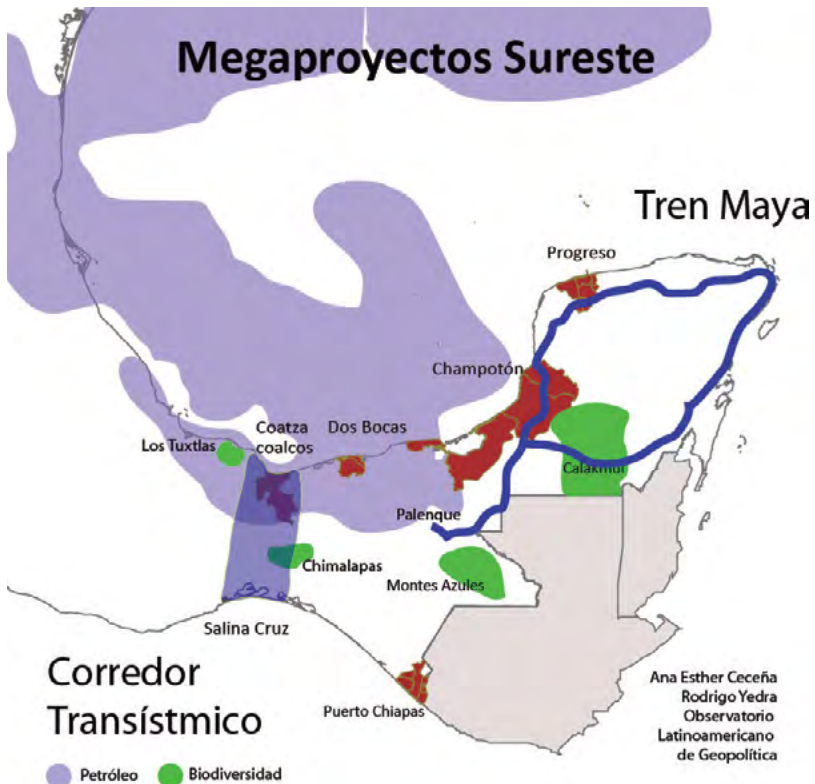 Megaproyectos Sureste
Tren Maya
Progreso
Champotón
Coatza
coalcos
Dos Bocas
Los Tuxtlas
Calakmul
Palenque
Chimalapas
Montes Azules
Salina Cruz
Corredor
Transístmico
Puerto Chiapas
Ana Esther Ceceña
Rodrigo Yedra
Observatorio
Latinoamericano
de Geopolítica
Petróleo
Biodiversidad